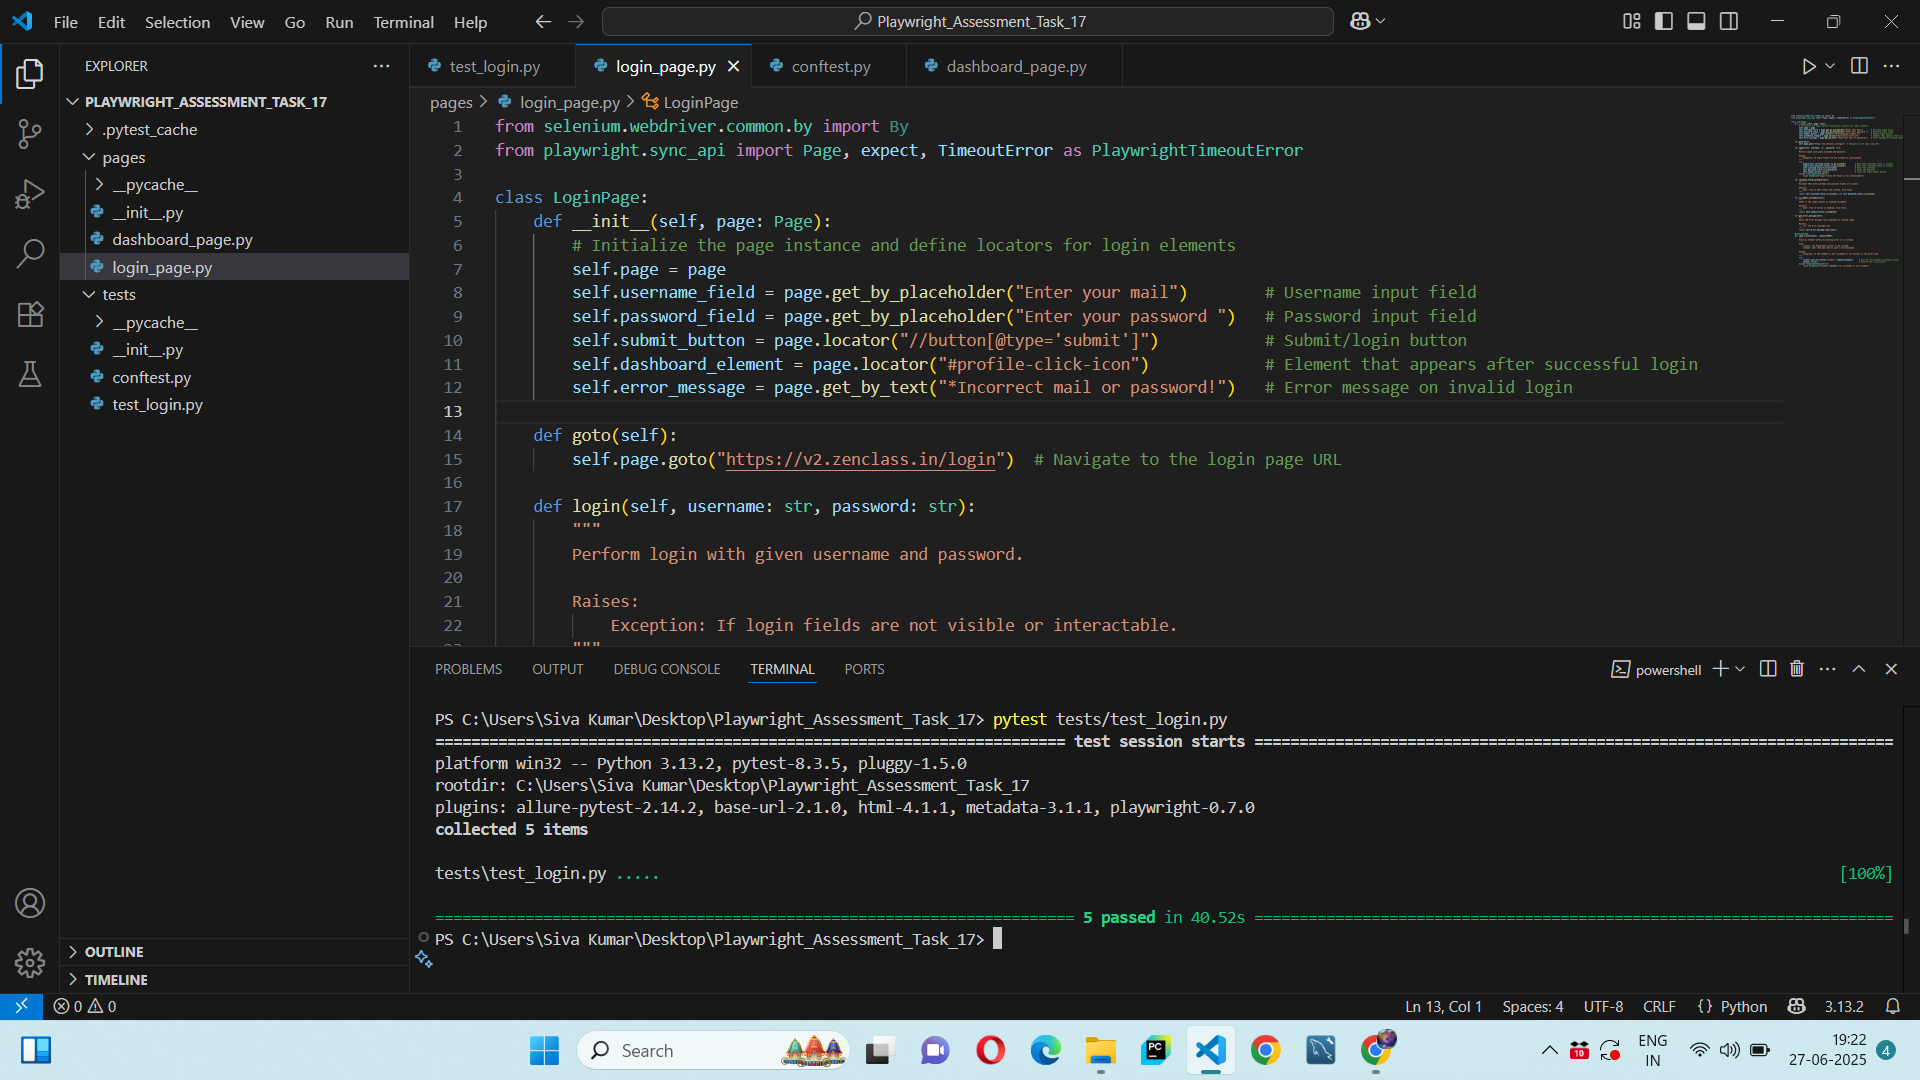 File Edit Selection View Go Run Terminal Help
Playwright_Assessment_Task_17
EXPLORER
PLAYWRIGHT_ASSESSMENT_TASK_17
.pytest_cache
pages
__pycache__
__init__.py
dashboard_page.py
login_page.py
tests
__pycache__
__init__.py
conftest.py
test_login.py
OUTLINE
TIMELINE
test_login.py login_page.py conftest.py dashboard_page.py
pages > login_page.py > LoginPage
1 from selenium.webdriver.common.by import By
2 from playwright.sync_api import Page, expect, TimeoutError as PlaywrightTimeoutError
3
4 class LoginPage:
5 def __init__(self, page: Page):
6 # Initialize the page instance and define locators for login elements
7 self.page = page
8 self.username_field = page.get_by_placeholder("Enter your mail") # Username input field
9 self.password_field = page.get_by_placeholder("Enter your password ") # Password input field
10 self.submit_button = page.locator("//button[@type='submit']") # Submit/login button
11 self.dashboard_element = page.locator("#profile-click-icon") # Element that appears after successful login
12 self.error_message = page.get_by_text("*Incorrect mail or password!") # Error message on invalid login
13
14 def goto(self):
15 self.page.goto("https://v2.zenclass.in/login") # Navigate to the login page URL
16
17 def login(self, username: str, password: str):
18 """
19 Perform login with given username and password.
20
21 Raises:
22 Exception: If login fields are not visible or interactable.
"""
PROBLEMS OUTPUT DEBUG CONSOLE TERMINAL PORTS
powershell
PS C:\Users\Siva Kumar\Desktop\Playwright_Assessment_Task_17> pytest tests/test_login.py
====== test session starts ======
platform win32 -- Python 3.13.2, pytest-8.3.5, pluggy-1.5.0
rootdir: C:\Users\Siva Kumar\Desktop\Playwright_Assessment_Task_17
plugins: allure-pytest-2.14.2, base-url-2.1.0, html-4.1.1, metadata-3.1.1, playwright-0.7.0
collected 5 items
tests\test_login.py ..... [100%]
====== 5 passed in 40.52s ======
PS C:\Users\Siva Kumar\Desktop\Playwright_Assessment_Task_17>
0 0 Ln 13, Col 1 Spaces: 4 UTF-8 CRLF {} Python 3.13.2
Search
PC
10
ENG
IN
19:22
27-06-2025
4